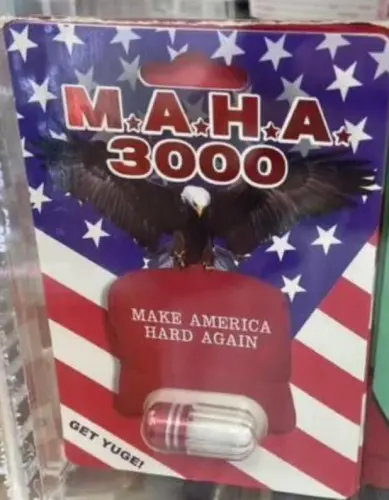 M.A.H.A.
3000
MAKE AMERICA
HARD AGAIN
GET YUGE!